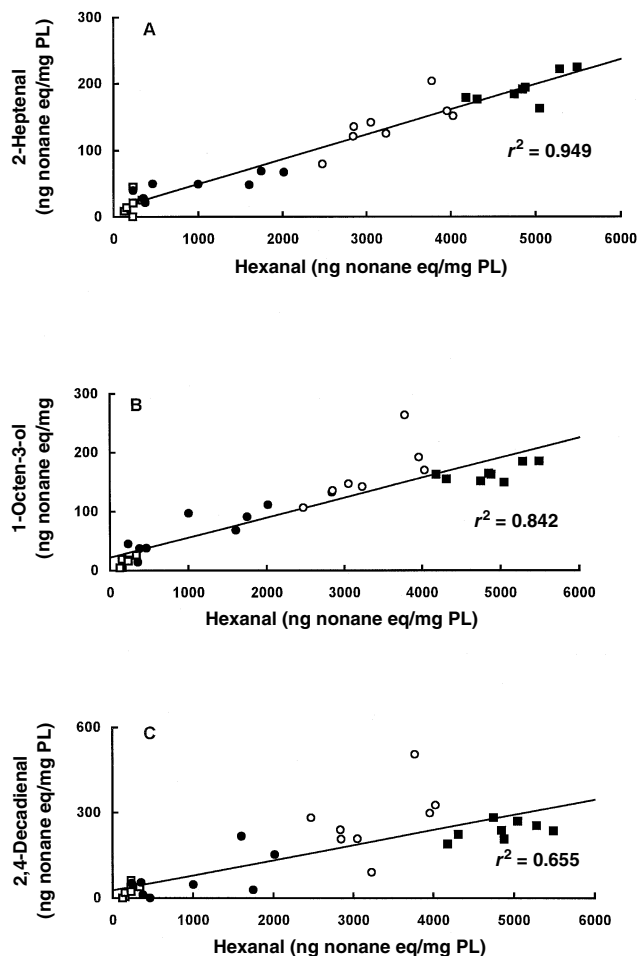 A
300
200
100
0
2-Heptenal
(ng nonane eq/mg PL)
r² = 0.949
0 1000 2000 3000 4000 5000 6000
Hexanal (ng nonane eq/mg PL)
B
300
200
100
0
1-Octen-3-ol
(ng nonane eq/mg
r² = 0.842
0 1000 2000 3000 4000 5000 6000
Hexanal (ng nonane eq/mg PL)
C
600
300
0
2,4-Decadienal
(ng nonane eq/mg PL)
r² = 0.655
0 1000 2000 3000 4000 5000 6000
Hexanal (ng nonane eq/mg PL)